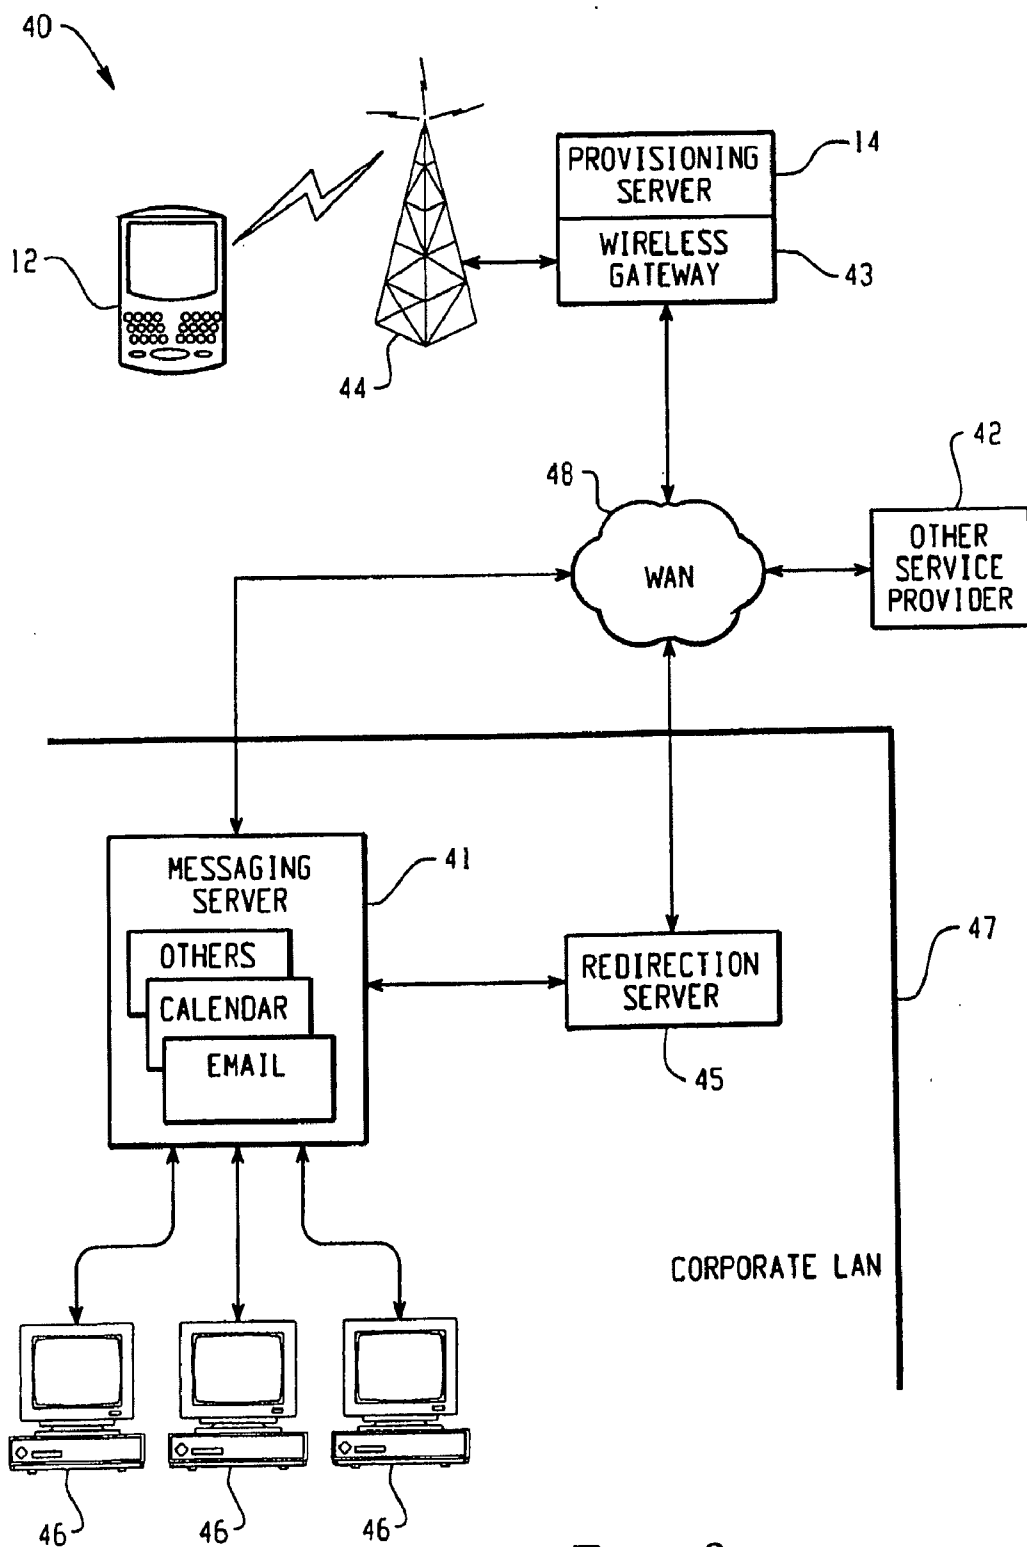 40
PROVISIONING
SERVER
14
WIRELESS
GATEWAY
43
12
44
42
48
WAN
OTHER
SERVICE
PROVIDER
MESSAGING
SERVER
41
OTHERS
CALENDAR
EMAIL
REDIRECTION
SERVER
47
45
CORPORATE LAN
46
46
46